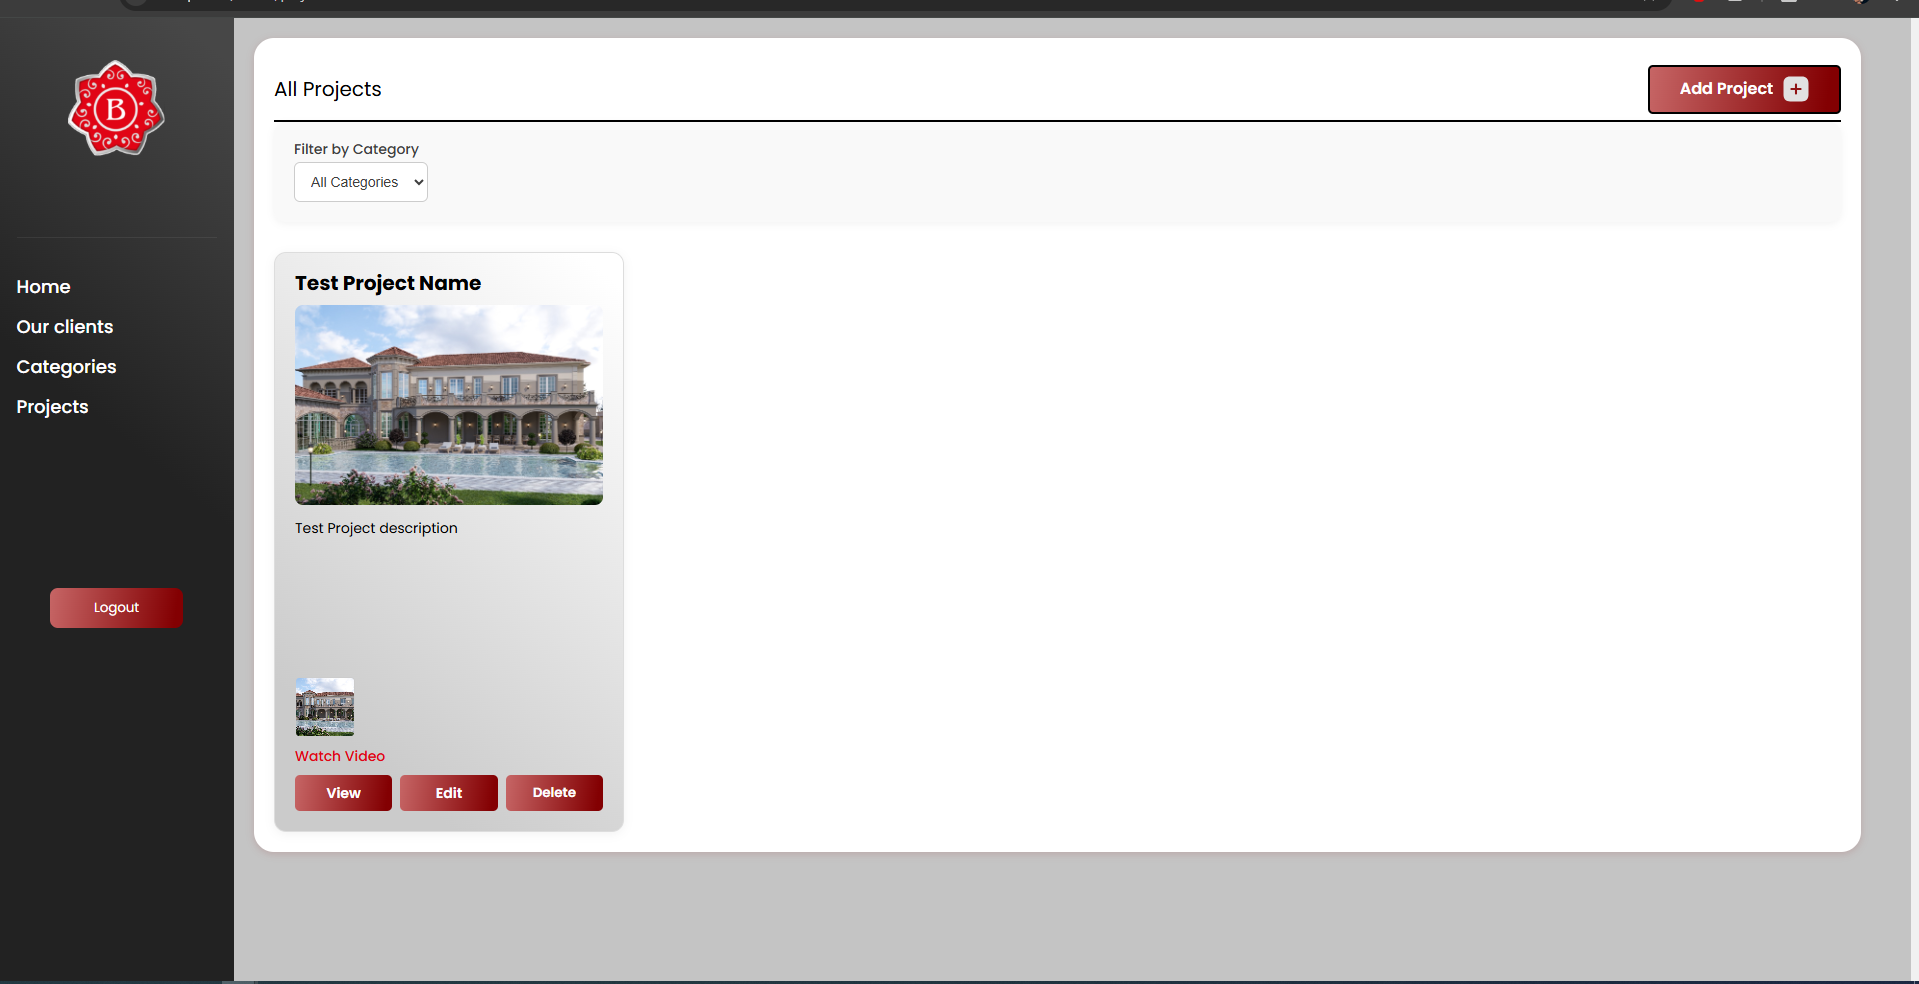 B
Home
Our clients
Categories
Projects
Logout
All Projects
Add Project
Filter by Category
All Categories
Test Project Name
Test Project description
Watch Video
View Edit Delete